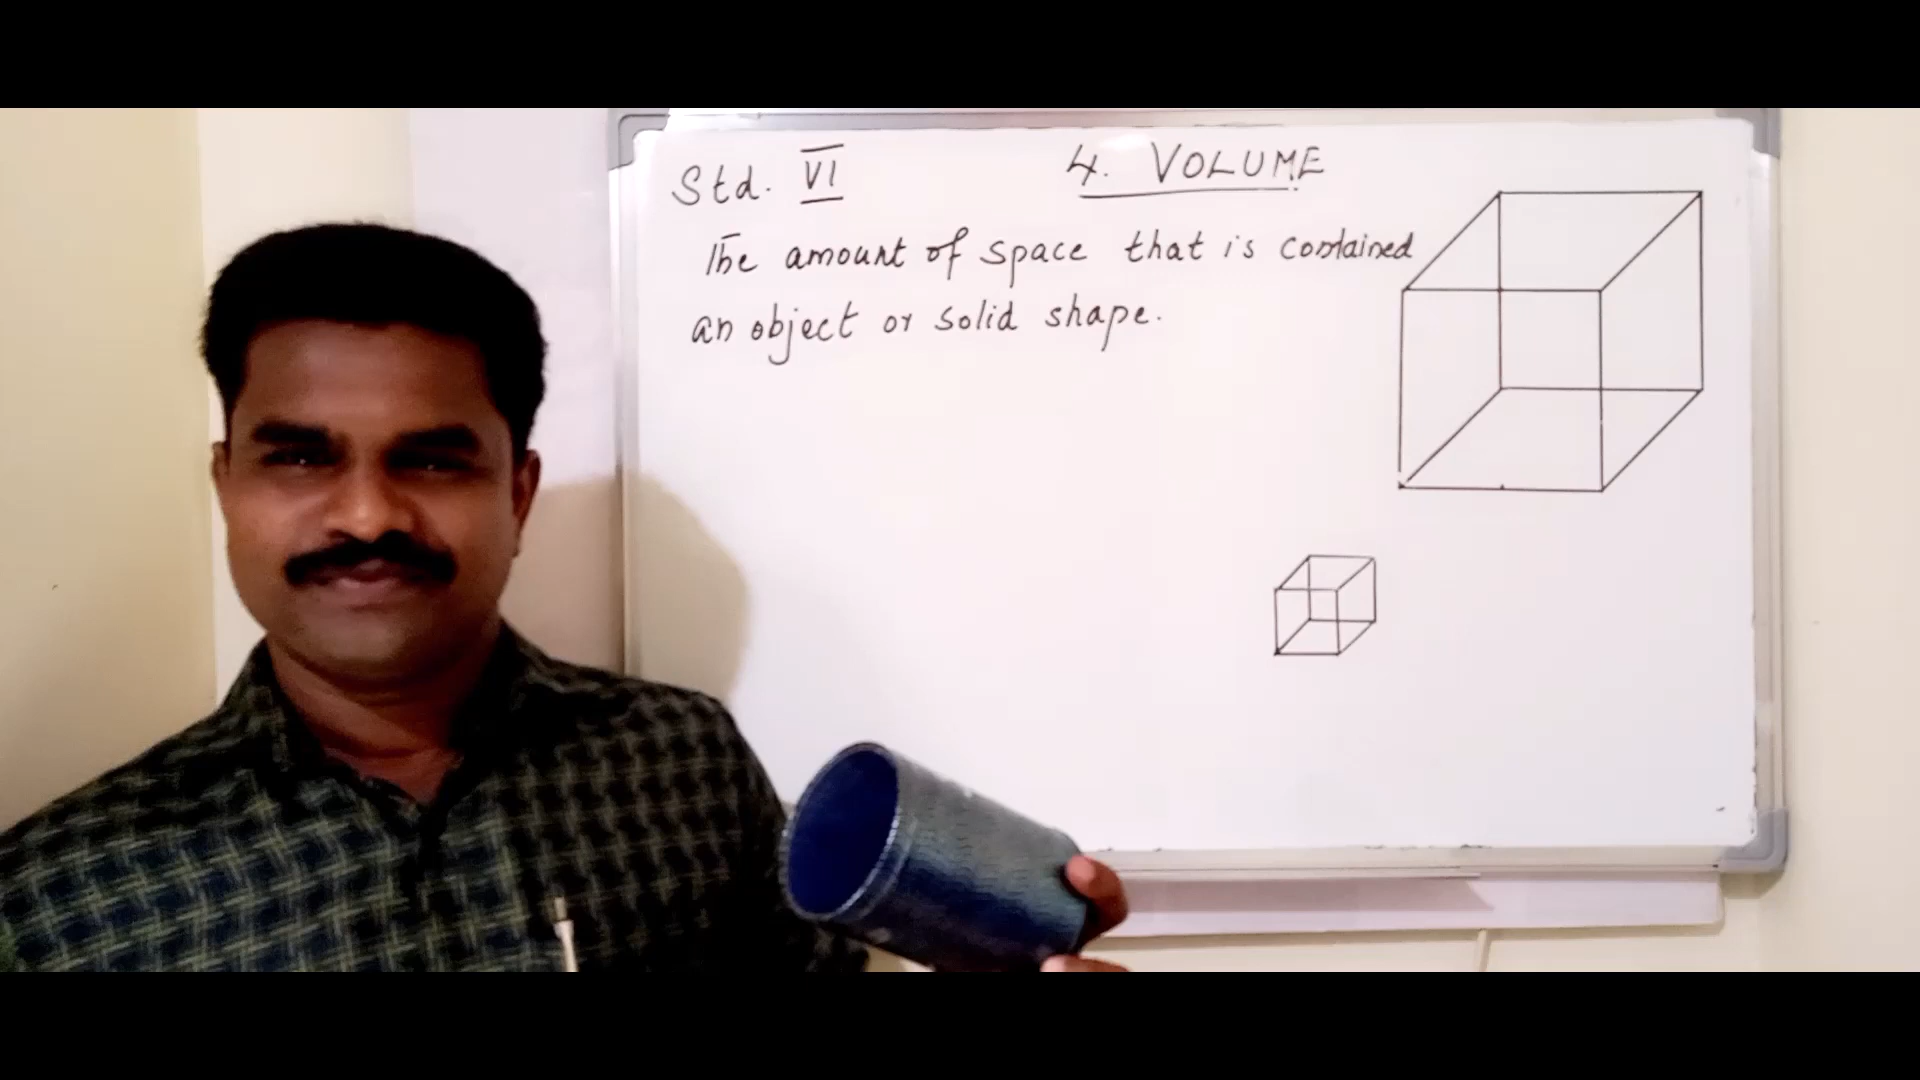 Std. VI
4. VOLUME
The amount of space that is contained
an object or solid shape.